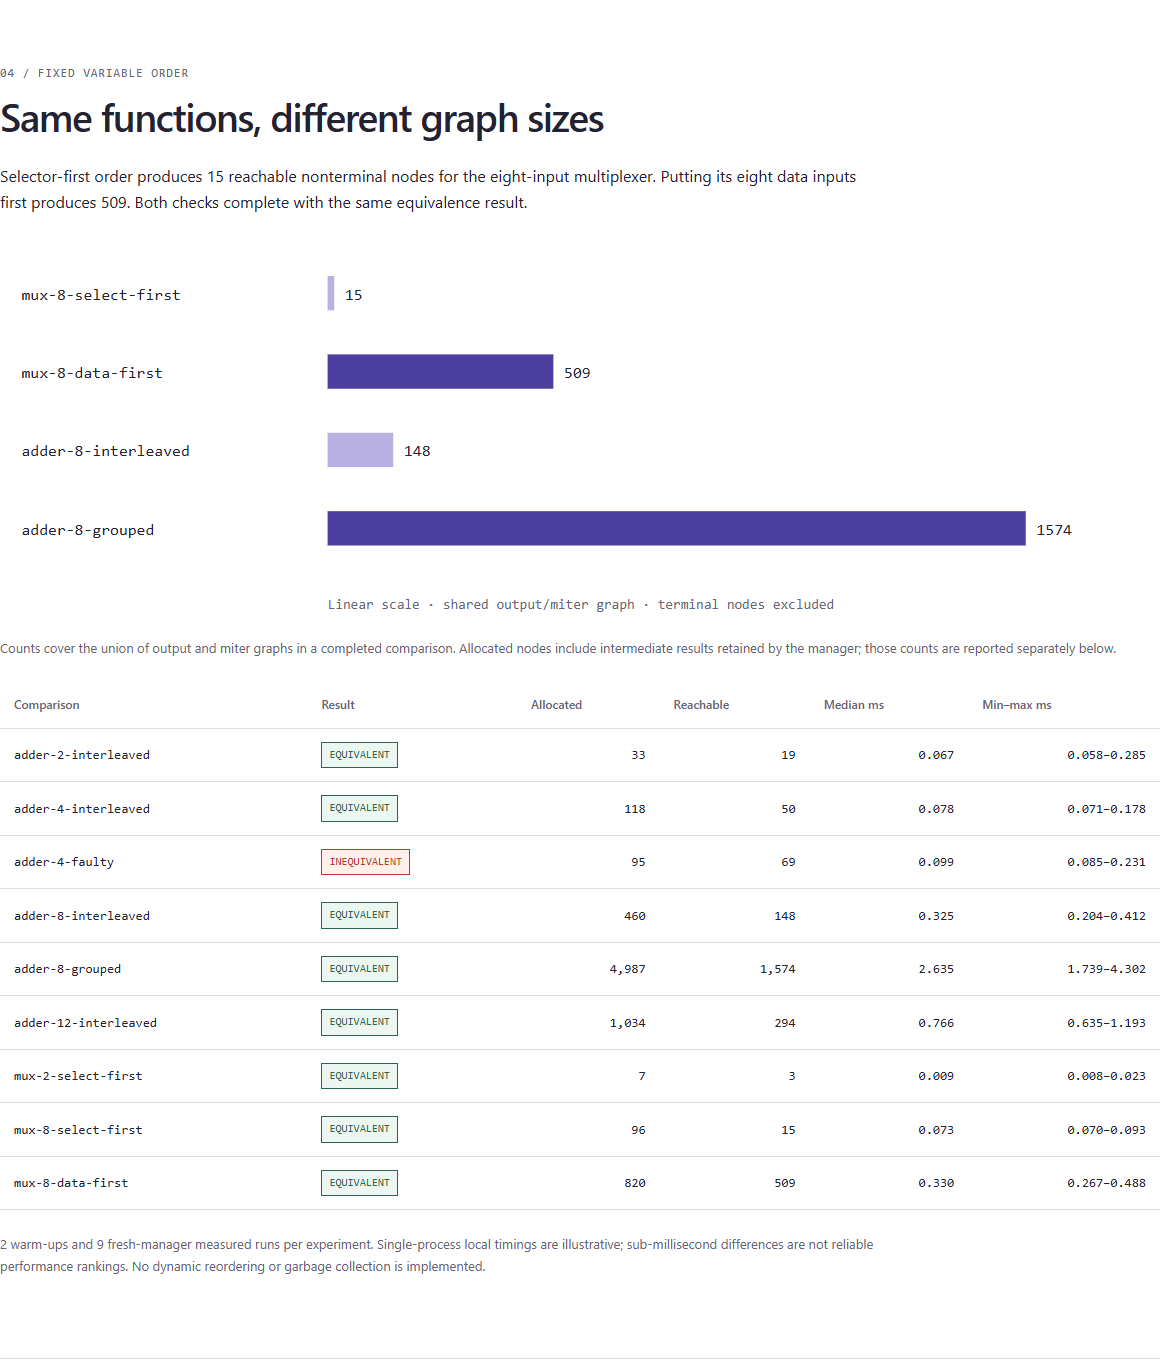 04 / FIXED VARIABLE ORDER
Same functions, different graph sizes
Selector-first order produces 15 reachable nonterminal nodes for the eight-input multiplexer. Putting its eight data inputs
first produces 509. Both checks complete with the same equivalence result.
mux-8-select-first 15
mux-8-data-first 509
adder-8-interleaved 148
adder-8-grouped 1574
Linear scale · shared output/miter graph · terminal nodes excluded
Counts cover the union of output and miter graphs in a completed comparison. Allocated nodes include intermediate results retained by the manager; those counts are reported separately below.
Comparison Result Allocated Reachable Median ms Min–max ms
adder-2-interleaved EQUIVALENT 33 19 0.067 0.058–0.285
adder-4-interleaved EQUIVALENT 118 50 0.078 0.071–0.178
adder-4-faulty INEQUIVALENT 95 69 0.099 0.085–0.231
adder-8-interleaved EQUIVALENT 460 148 0.325 0.204–0.412
adder-8-grouped EQUIVALENT 4,987 1,574 2.635 1.739–4.302
adder-12-interleaved EQUIVALENT 1,034 294 0.766 0.635–1.193
mux-2-select-first EQUIVALENT 7 3 0.009 0.008–0.023
mux-8-select-first EQUIVALENT 96 15 0.073 0.070–0.093
mux-8-data-first EQUIVALENT 820 509 0.330 0.267–0.488
2 warm-ups and 9 fresh-manager measured runs per experiment. Single-process local timings are illustrative; sub-millisecond differences are not reliable
performance rankings. No dynamic reordering or garbage collection is implemented.